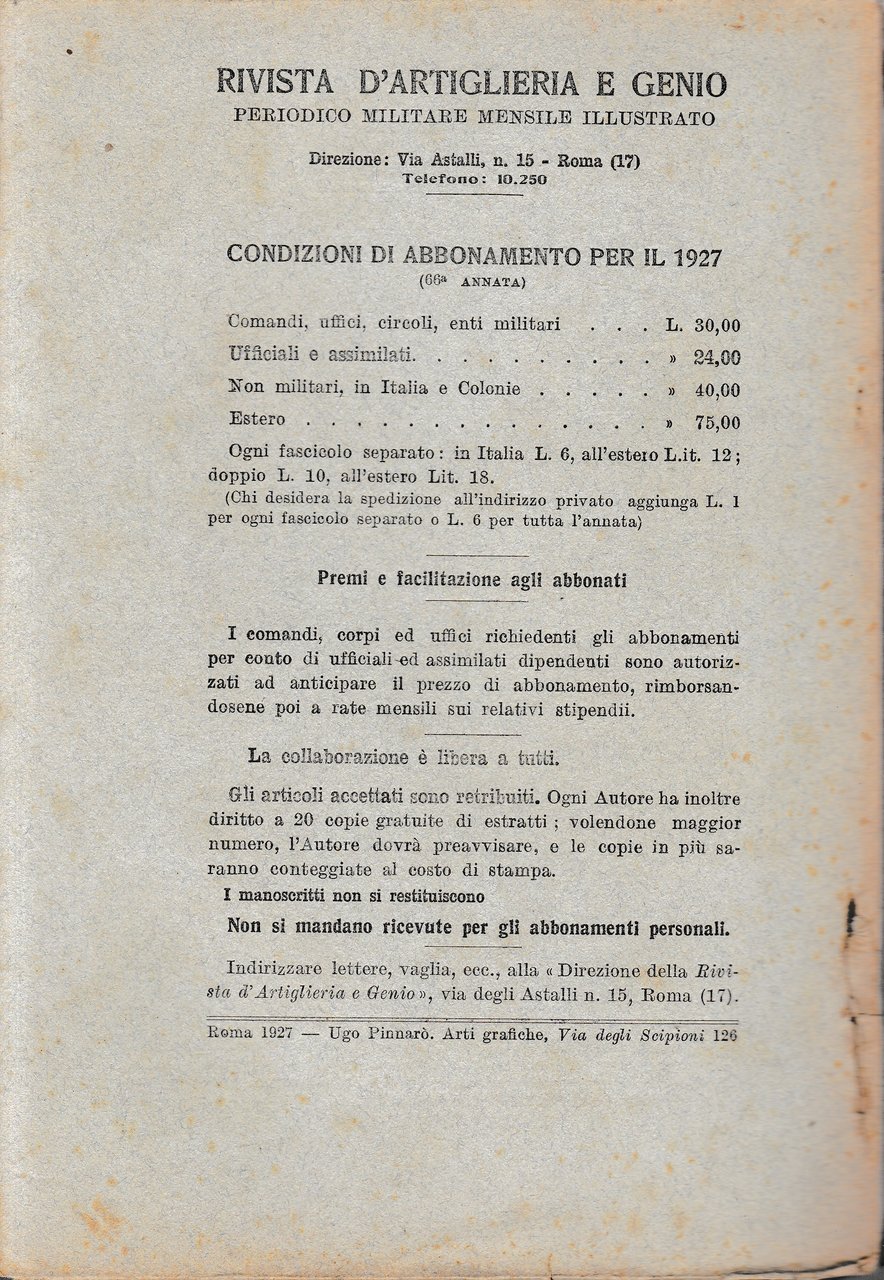 RIVISTA D'ARTIGLIERIA E GENIO
PERIODICO MILITARE MENSILE ILLUSTRATO
Direzione: Via Astalli, n. 15 - Roma (17)
Telefono: 10.250
CONDIZIONI DI ABBONAMENTO PER IL 1927
(66ª ANNATA)
Comandi, uffici, circoli, enti militari . . . L. 30,00
Ufficiali e assimilati. . . . . . . . . . » 24,00
Non militari, in Italia e Colonie . . . . . » 40,00
Estero . . . . . . . . . . . . . . . » 75,00
Ogni fascicolo separato: in Italia L. 6, all'estero L.it. 12;
doppio L. 10, all'estero Lit. 18.
(Chi desidera la spedizione all'indirizzo privato aggiunga L. 1
per ogni fascicolo separato o L. 6 per tutta l'annata)
Premi e facilitazione agli abbonati
I comandi, corpi ed uffici richiedenti gli abbonamenti
per conto di ufficiali ed assimilati dipendenti sono autoriz-
zati ad anticipare il prezzo di abbonamento, rimborsan-
dosene poi a rate mensili sui relativi stipendii.
La collaborazione è libera a tutti.
Gli articoli accettati sono retribuiti. Ogni Autore ha inoltre
diritto a 20 copie gratuite di estratti; volendone maggior
numero, l'Autore dovrà preavvisare, e le copie in più sa-
ranno conteggiate al costo di stampa.
I manoscritti non si restituiscono
Non si mandano ricevute per gli abbonamenti personali.
Indirizzare lettere, vaglia, ecc., alla « Direzione della Rivi-
sta d'Artiglieria e Genio », via degli Astalli n. 15, Roma (17).
Roma 1927 — Ugo Pinnarò. Arti grafiche, Via degli Scipioni 126